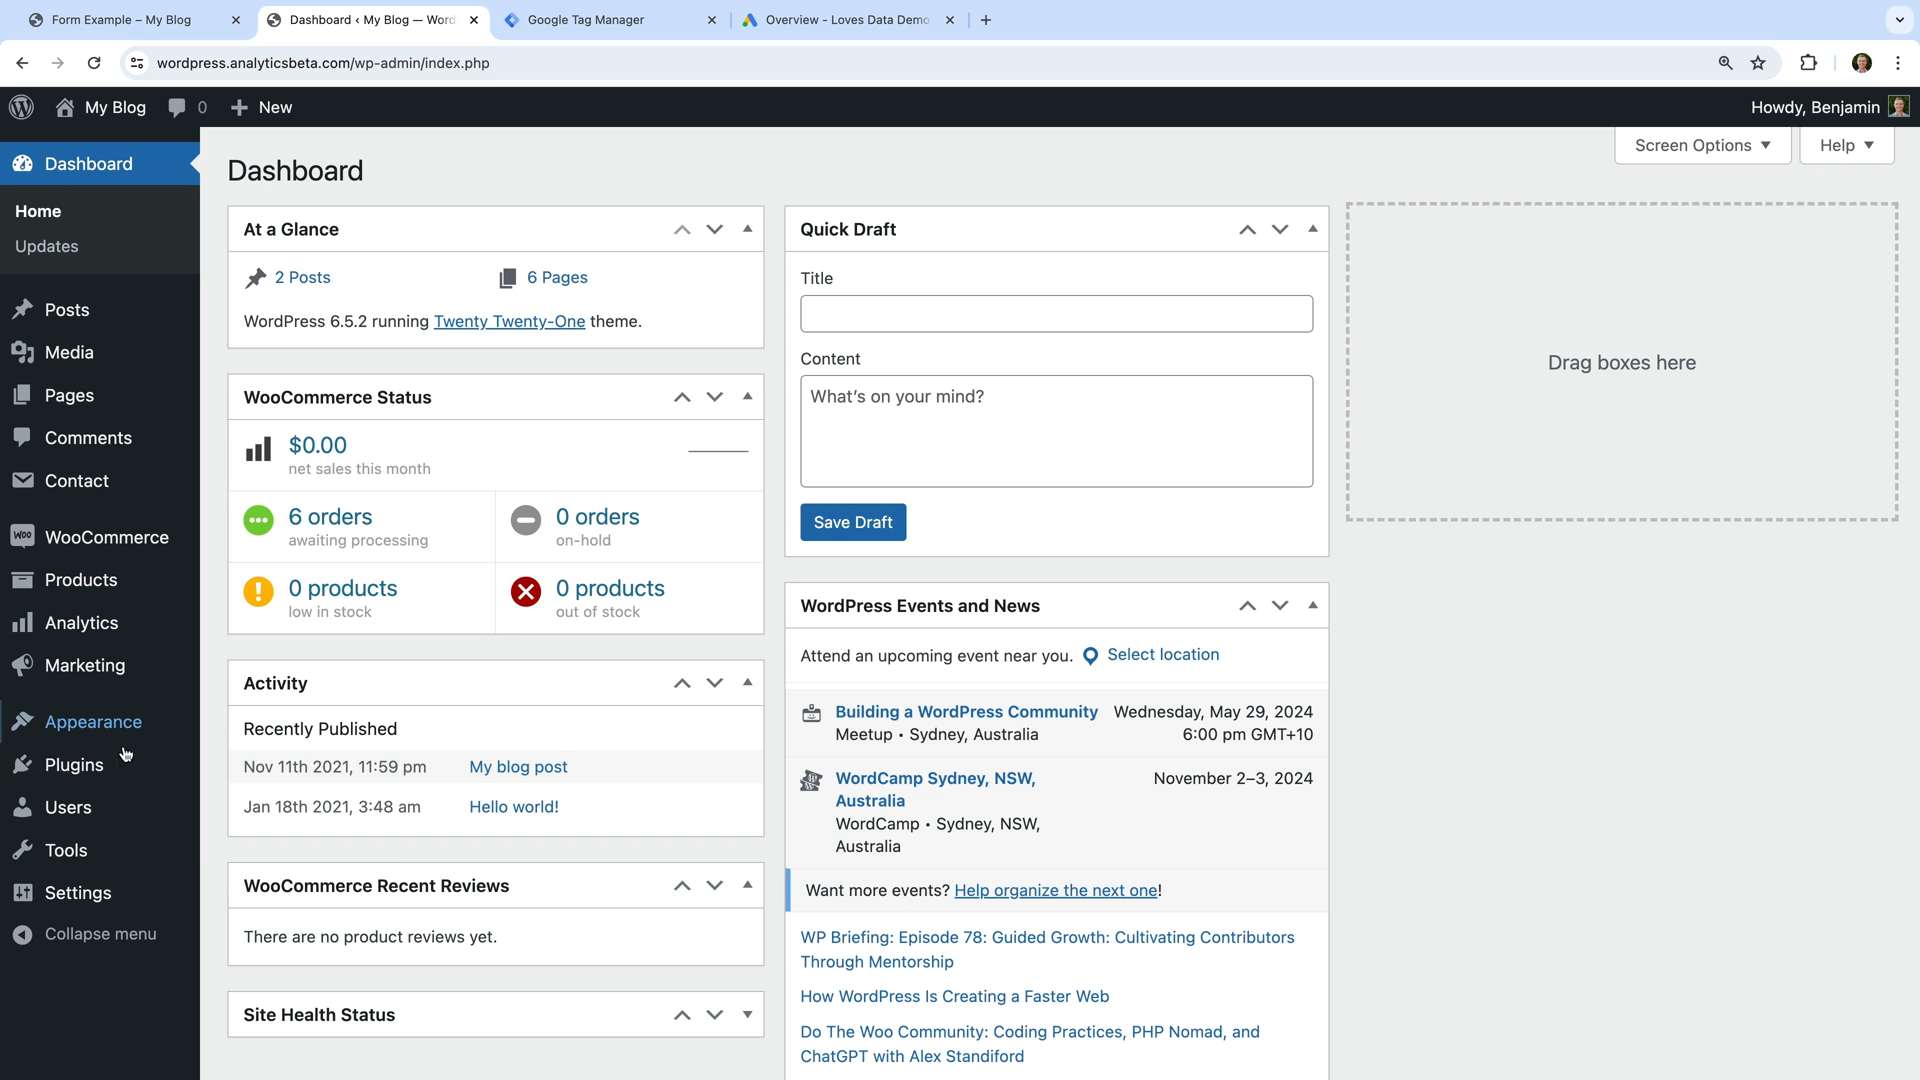 Form Example – My Blog
Dashboard ‹ My Blog — Word
Google Tag Manager
Overview - Loves Data Demo
wordpress.analyticsbeta.com/wp-admin/index.php
My Blog
0
New
Howdy, Benjamin
Screen Options
Help
Dashboard
Home
Updates
Posts
Media
Pages
Comments
Contact
WOO
WooCommerce
Products
Analytics
Marketing
Appearance
Plugins
Users
Tools
Settings
Collapse menu
Dashboard
At a Glance
2 Posts
6 Pages
WordPress 6.5.2 running Twenty Twenty-One theme.
WooCommerce Status
$0.00
net sales this month
6 orders
awaiting processing
0 orders
on-hold
0 products
low in stock
0 products
out of stock
Activity
Recently Published
Nov 11th 2021, 11:59 pm My blog post
Jan 18th 2021, 3:48 am Hello world!
WooCommerce Recent Reviews
There are no product reviews yet.
Site Health Status
Quick Draft
Title
Content
What's on your mind?
Save Draft
WordPress Events and News
Attend an upcoming event near you. Select location
Building a WordPress Community Wednesday, May 29, 2024
Meetup • Sydney, Australia 6:00 pm GMT+10
WordCamp Sydney, NSW, November 2–3, 2024
Australia
WordCamp • Sydney, NSW,
Australia
Want more events? Help organize the next one!
WP Briefing: Episode 78: Guided Growth: Cultivating Contributors
Through Mentorship
How WordPress Is Creating a Faster Web
Do The Woo Community: Coding Practices, PHP Nomad, and
ChatGPT with Alex Standiford
Drag boxes here